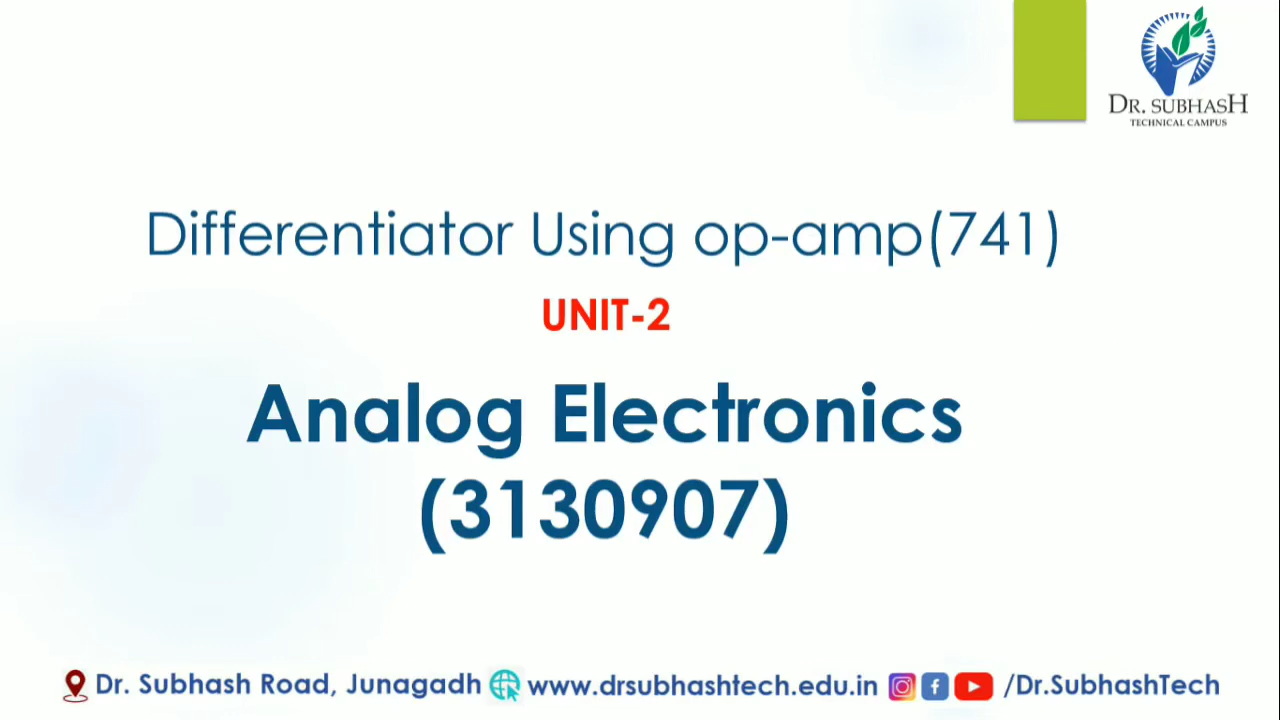 DR. SUBHASH
TECHNICAL CAMPUS
Differentiator Using op-amp(741)
UNIT-2
Analog Electronics
(3130907)
Dr. Subhash Road, Junagadh www.drsubhashtech.edu.in /Dr.SubhashTech